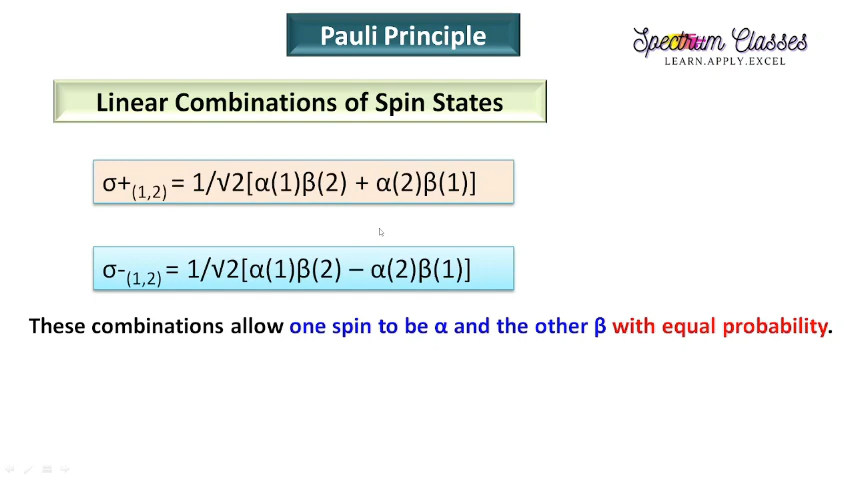 Pauli Principle
Spectrum Classes
LEARN.APPLY.EXCEL
Linear Combinations of Spin States
σ+(1,2) = 1/√2[α(1)β(2) + α(2)β(1)]
σ-(1,2) = 1/√2[α(1)β(2) – α(2)β(1)]
These combinations allow one spin to be α and the other β with equal probability.